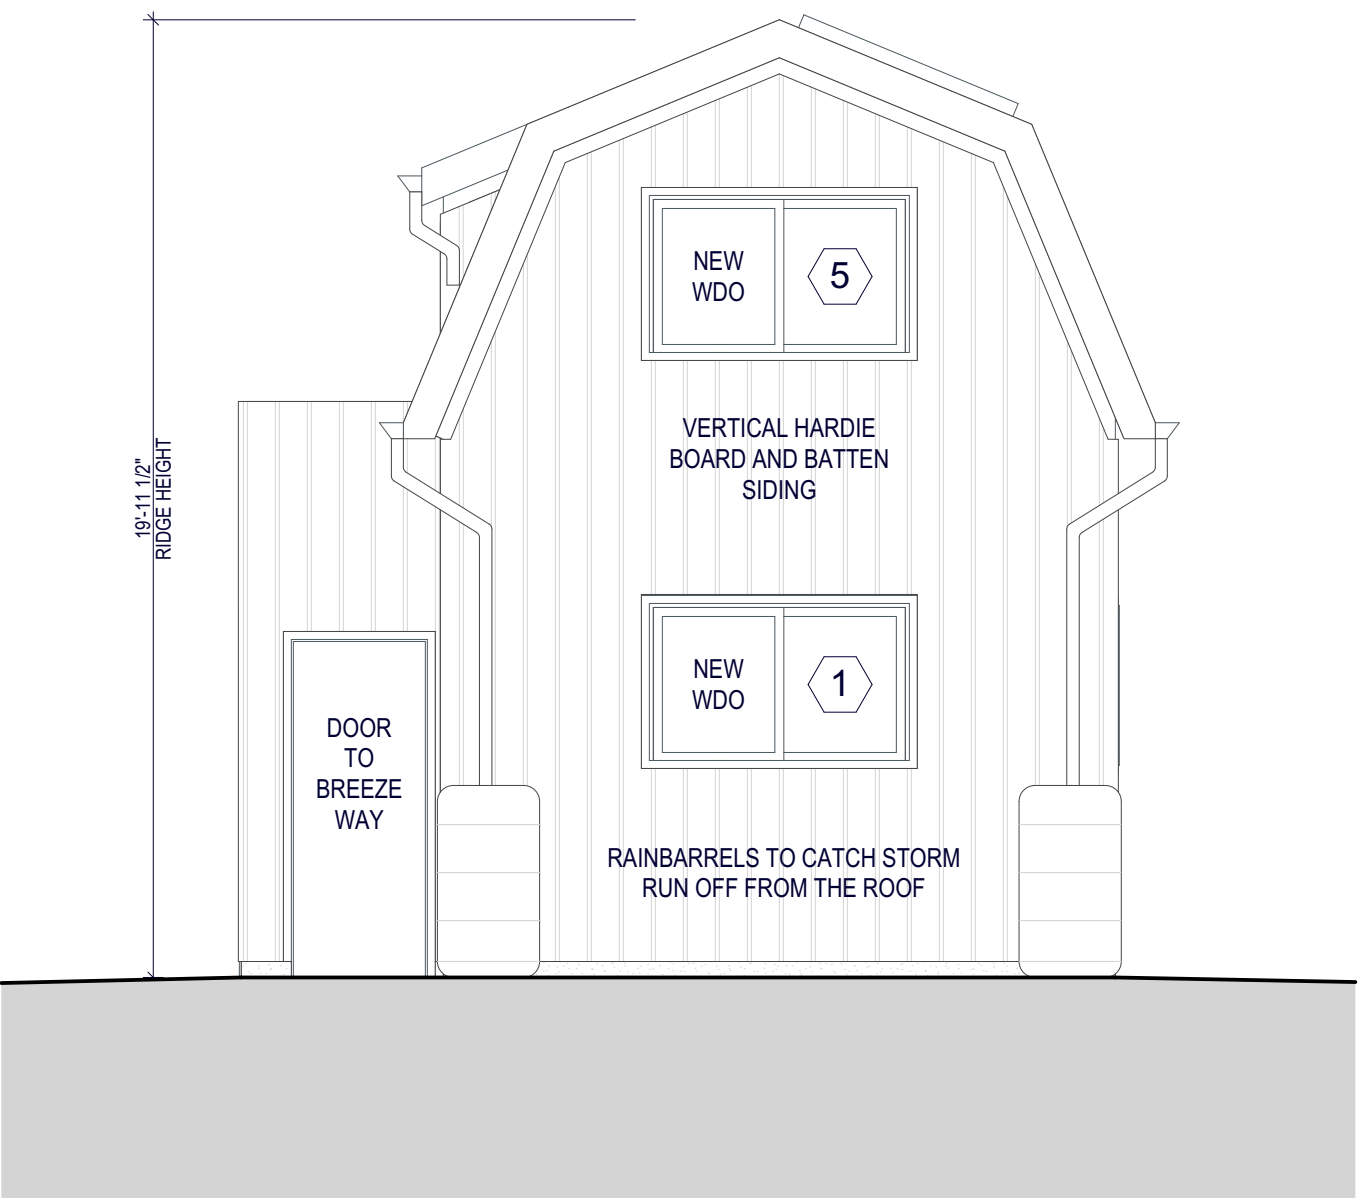 NEW
WDO
5
VERTICAL HARDIE
BOARD AND BATTEN
SIDING
19'-11 1/2"
RIDGE HEIGHT
NEW
WDO
1
DOOR
TO
BREEZE
WAY
RAINBARRELS TO CATCH STORM
RUN OFF FROM THE ROOF